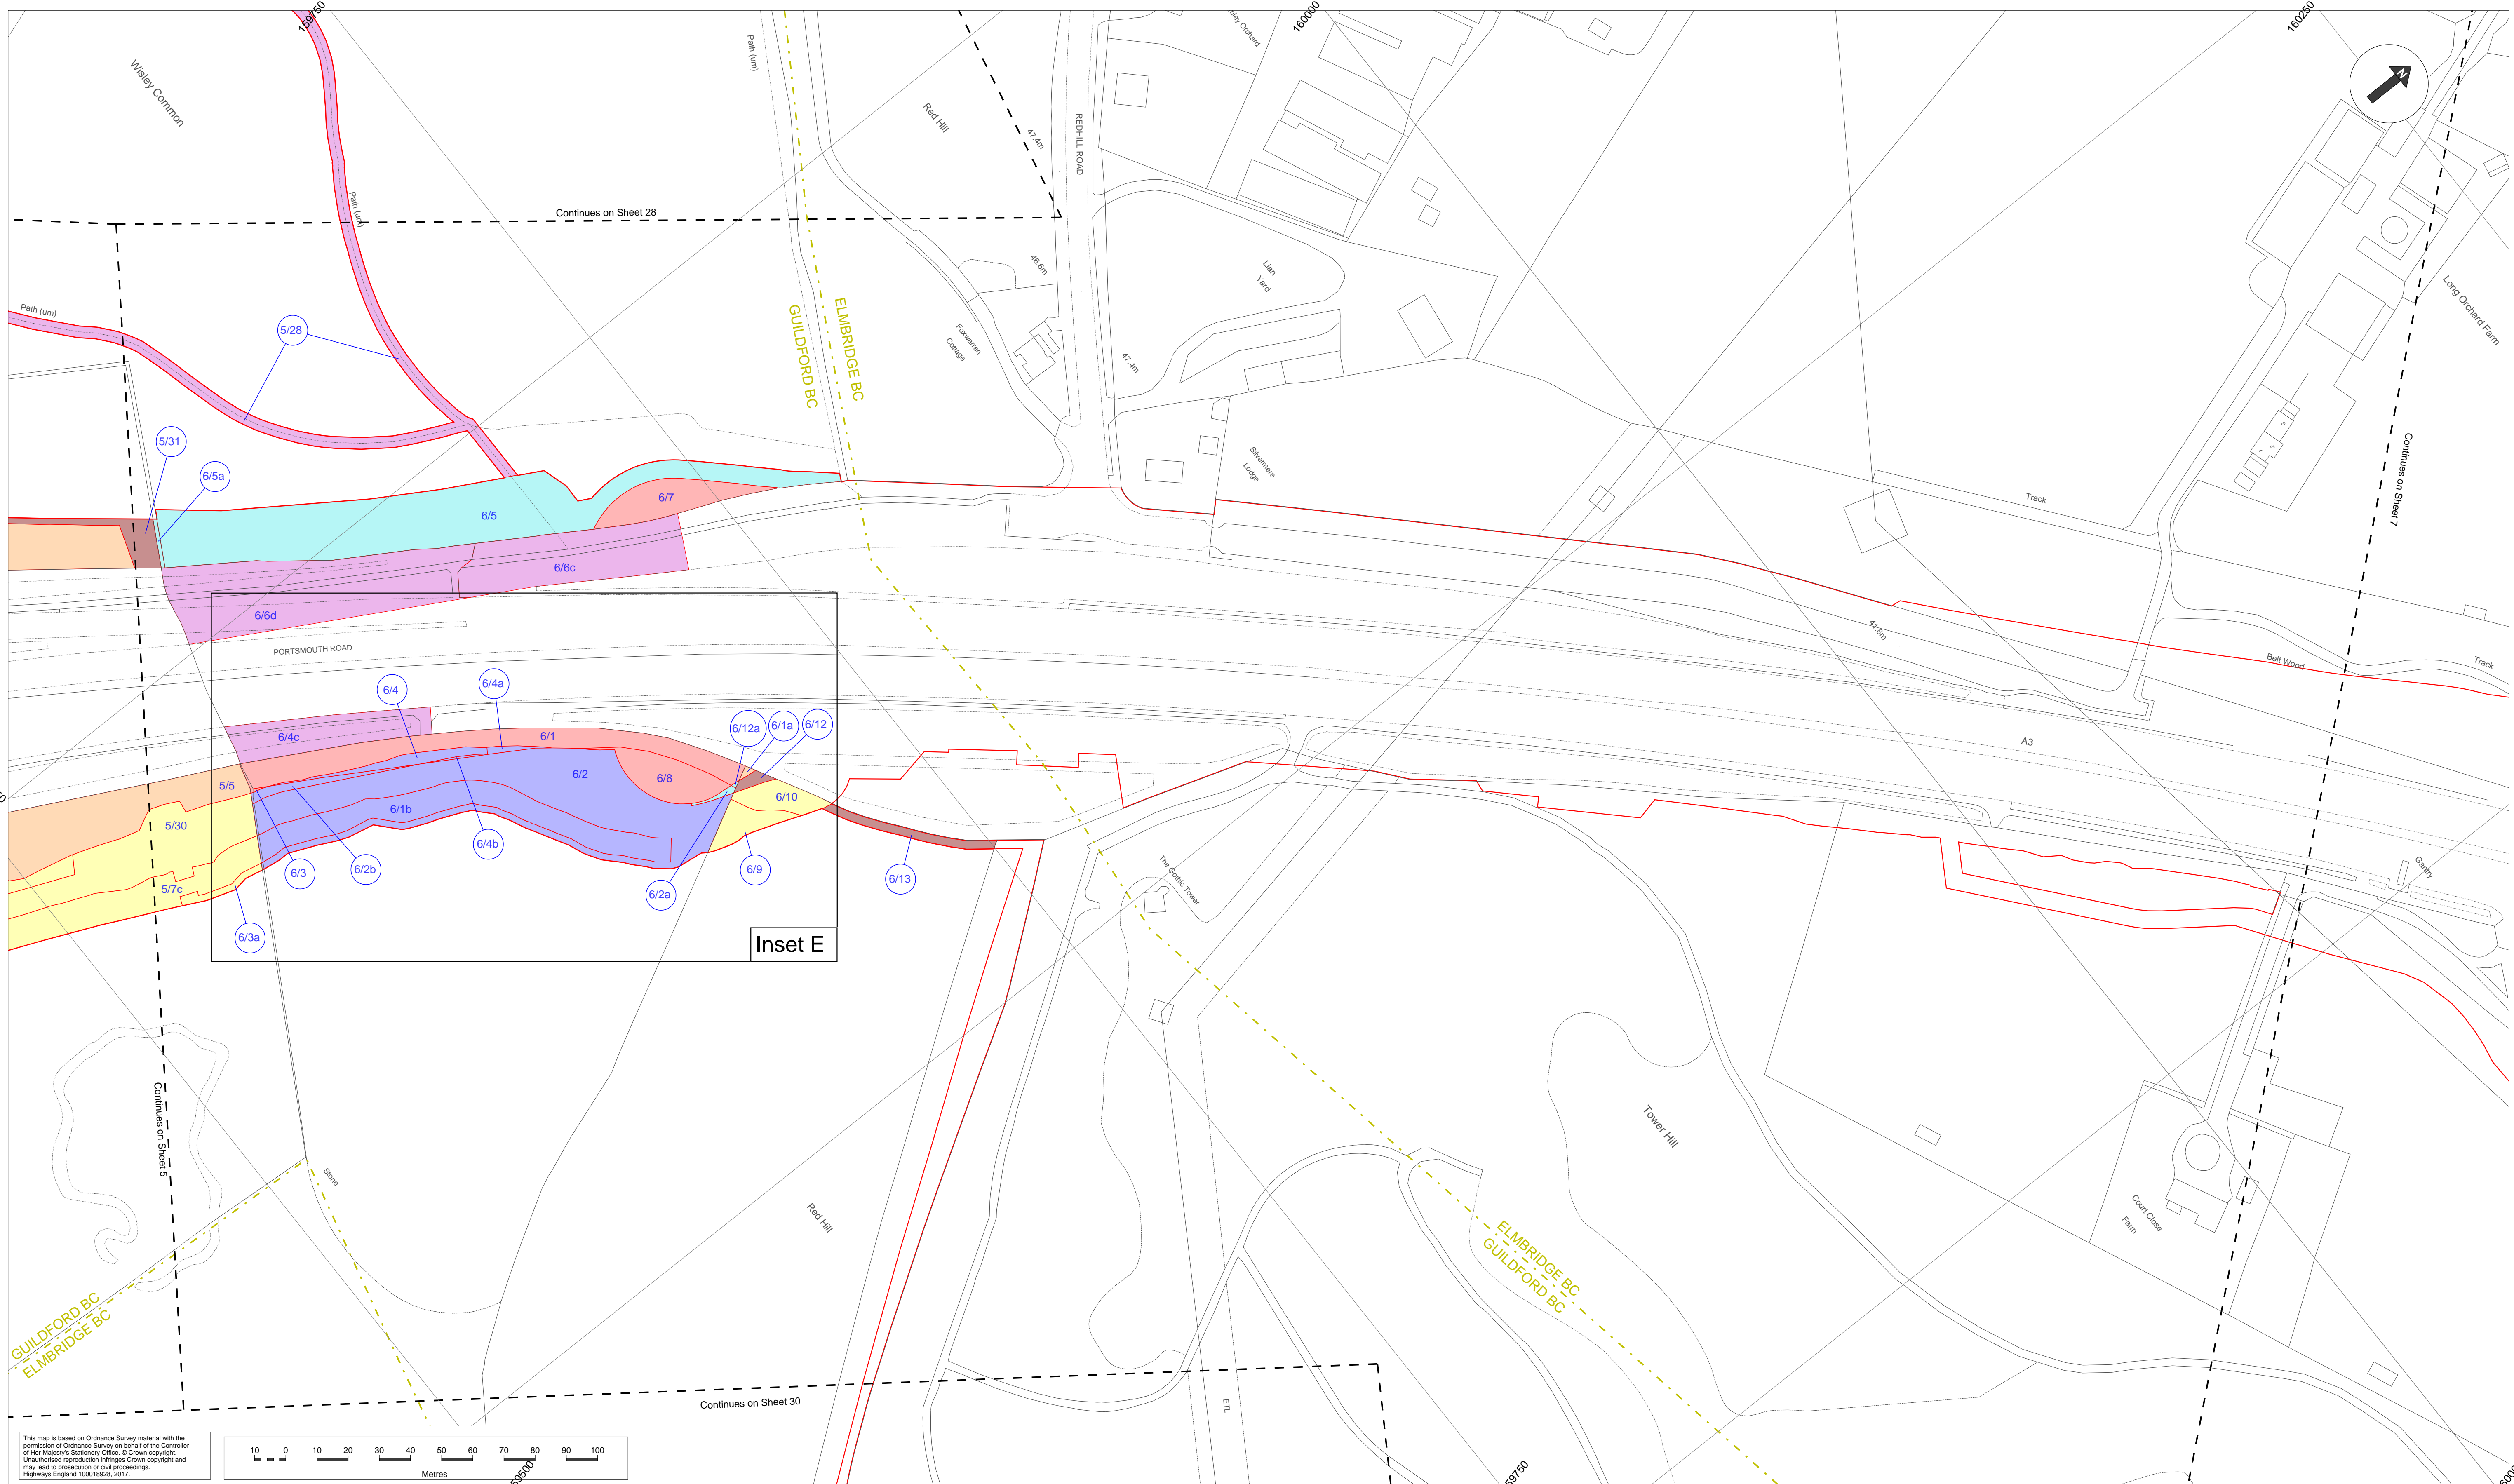 159750
160000
160250
N
Wisley Common
Path (um)
Red Hill
47.4m
REDHILL ROAD
Path (um)
Continues on Sheet 28
46.6m
Lian
Yard
Long Orchard Farm
Path (um)
5/28
GUILDFORD BC
ELMBRIDGE BC
Foxwarren
Cottage
47.4m
5/31
6/5a
6/5
6/7
Silvermere
Lodge
Track
Continues on Sheet 7
6/6c
6/6d
PORTSMOUTH ROAD
41.8m
Belt Wood
Track
6/4
6/4a
6/4c
6/1
6/12a
6/1a
6/12
A3
5/5
6/2
6/8
6/10
5/30
6/1b
5/7c
6/3
6/2b
6/4b
6/2a
6/9
6/13
6/3a
Inset E
The Gothic Tower
Gantry
Continues on Sheet 5
Stone
Tower Hill
Red Hill
Court Close
Farm
ELMBRIDGE BC
GUILDFORD BC
GUILDFORD BC
ELMBRIDGE BC
Continues on Sheet 30
ETL
This map is based on Ordnance Survey material with the
permission of Ordnance Survey on behalf of the Controller
of Her Majesty's Stationery Office. © Crown copyright.
Unauthorised reproduction infringes Crown copyright and
may lead to prosecution or civil proceedings.
Highways England 100018928, 2017.
10 0 10 20 30 40 50 60 70 80 90 100
Metres